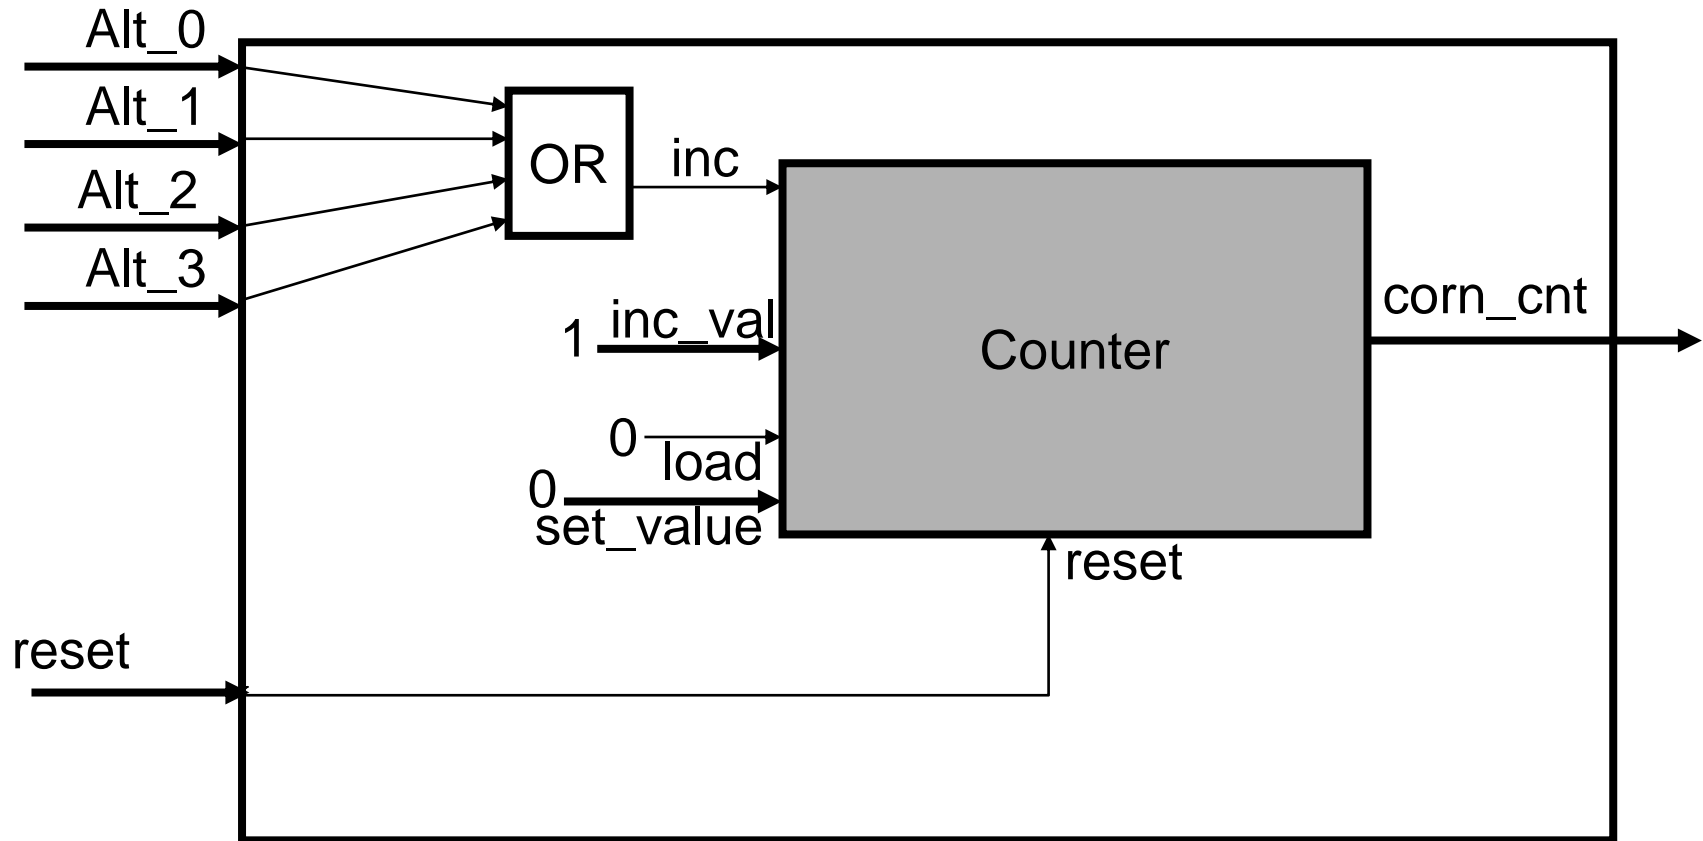 Alt_0
Alt_1
Alt_2
Alt_3
OR
inc
1
inc_val
0
load
0
set_value
Counter
corn_cnt
reset
reset